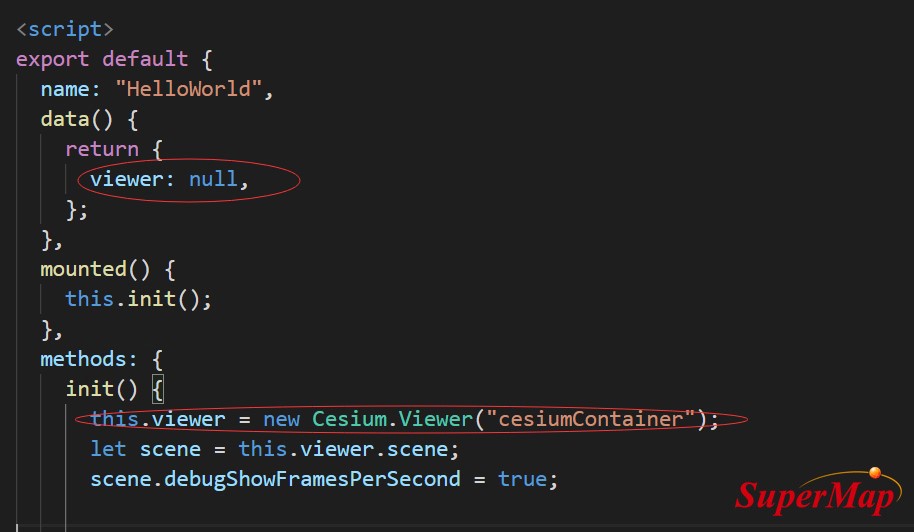 <script>
export default {
  name: "HelloWorld",
  data() {
    return {
      viewer: null,
    };
  },
  mounted() {
    this.init();
  },
  methods: {
    init() {
      this.viewer = new Cesium.Viewer("cesiumContainer");
      let scene = this.viewer.scene;
      scene.debugShowFramesPerSecond = true;
SuperMap